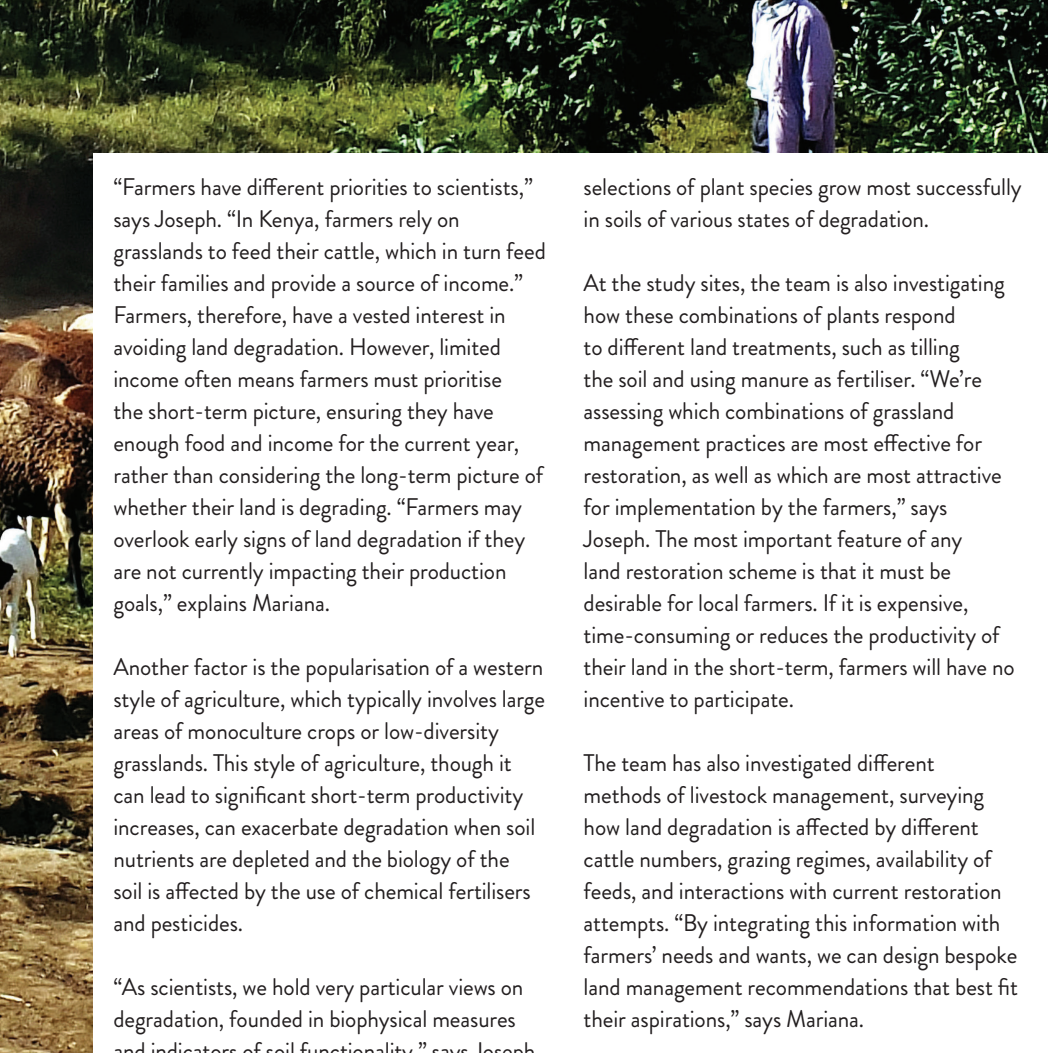 “Farmers have different priorities to scientists,”
says Joseph. “In Kenya, farmers rely on
grasslands to feed their cattle, which in turn feed
their families and provide a source of income.”
Farmers, therefore, have a vested interest in
avoiding land degradation. However, limited
income often means farmers must prioritise
the short-term picture, ensuring they have
enough food and income for the current year,
rather than considering the long-term picture of
whether their land is degrading. “Farmers may
overlook early signs of land degradation if they
are not currently impacting their production
goals,” explains Mariana.

Another factor is the popularisation of a western
style of agriculture, which typically involves large
areas of monoculture crops or low-diversity
grasslands. This style of agriculture, though it
can lead to significant short-term productivity
increases, can exacerbate degradation when soil
nutrients are depleted and the biology of the
soil is affected by the use of chemical fertilisers
and pesticides.

“As scientists, we hold very particular views on
degradation, founded in biophysical measures
and indicators of soil functionality,” says Joseph.
selections of plant species grow most successfully
in soils of various states of degradation.

At the study sites, the team is also investigating
how these combinations of plants respond
to different land treatments, such as tilling
the soil and using manure as fertiliser. “We’re
assessing which combinations of grassland
management practices are most effective for
restoration, as well as which are most attractive
for implementation by the farmers,” says
Joseph. The most important feature of any
land restoration scheme is that it must be
desirable for local farmers. If it is expensive,
time-consuming or reduces the productivity of
their land in the short-term, farmers will have no
incentive to participate.

The team has also investigated different
methods of livestock management, surveying
how land degradation is affected by different
cattle numbers, grazing regimes, availability of
feeds, and interactions with current restoration
attempts. “By integrating this information with
farmers’ needs and wants, we can design bespoke
land management recommendations that best fit
their aspirations,” says Mariana.